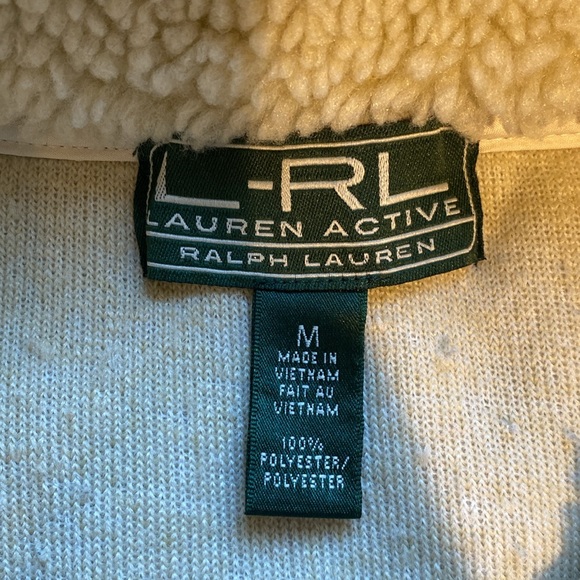 L-RL
LAUREN ACTIVE
RALPH LAUREN
M
MADE IN
VIETNAM
FAIT AU
VIETNAM
100%
POLYESTER/
POLYESTER